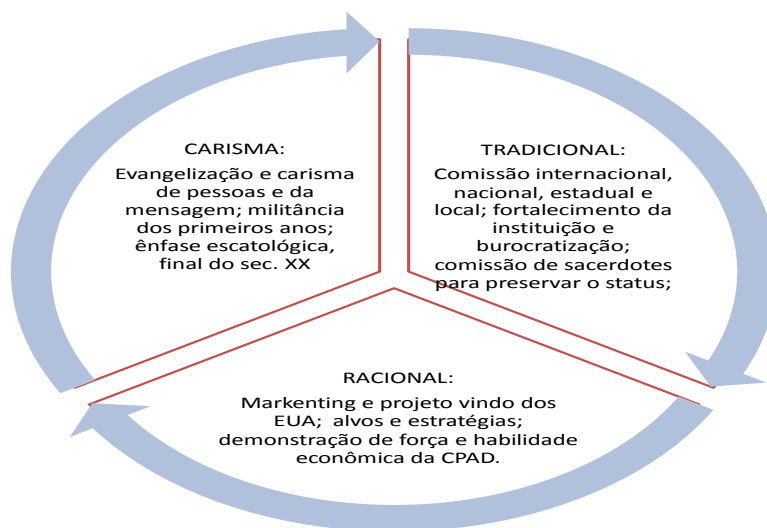 CARISMA:
Evangelização e carisma
de pessoas e da
mensagem; militância
dos primeiros anos;
ênfase escatológica,
final do sec. XX
TRADICIONAL:
Comissão internacional,
nacional, estadual e
local; fortalecimento da
instituição e
burocratização;
comissão de sacerdotes
para preservar o status;
RACIONAL:
Markenting e projeto vindo dos
EUA;  alvos e estratégias;
demonstração de força e habilidade
econômica da CPAD.